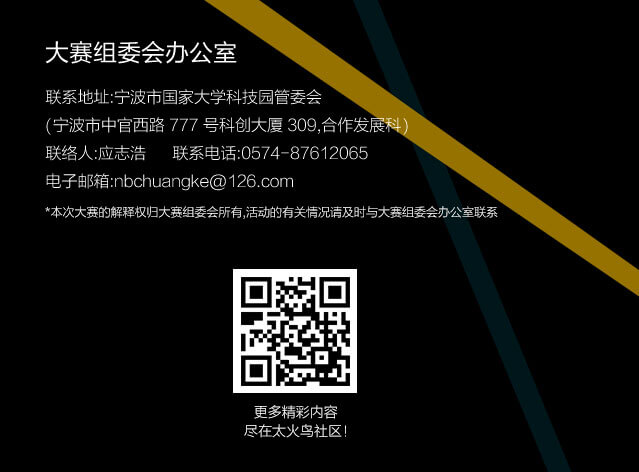 大赛组委会办公室
联系地址:宁波市国家大学科技园管委会
(宁波市中官西路 777 号科创大厦 309,合作发展科)
联络人:应志浩 联系电话:0574-87612065
电子邮箱:nbchuangke@126.com
*本次大赛的解释权归大赛组委会所有,活动的有关情况请及时与大赛组委会办公室联系
更多精彩内容
尽在太火鸟社区!